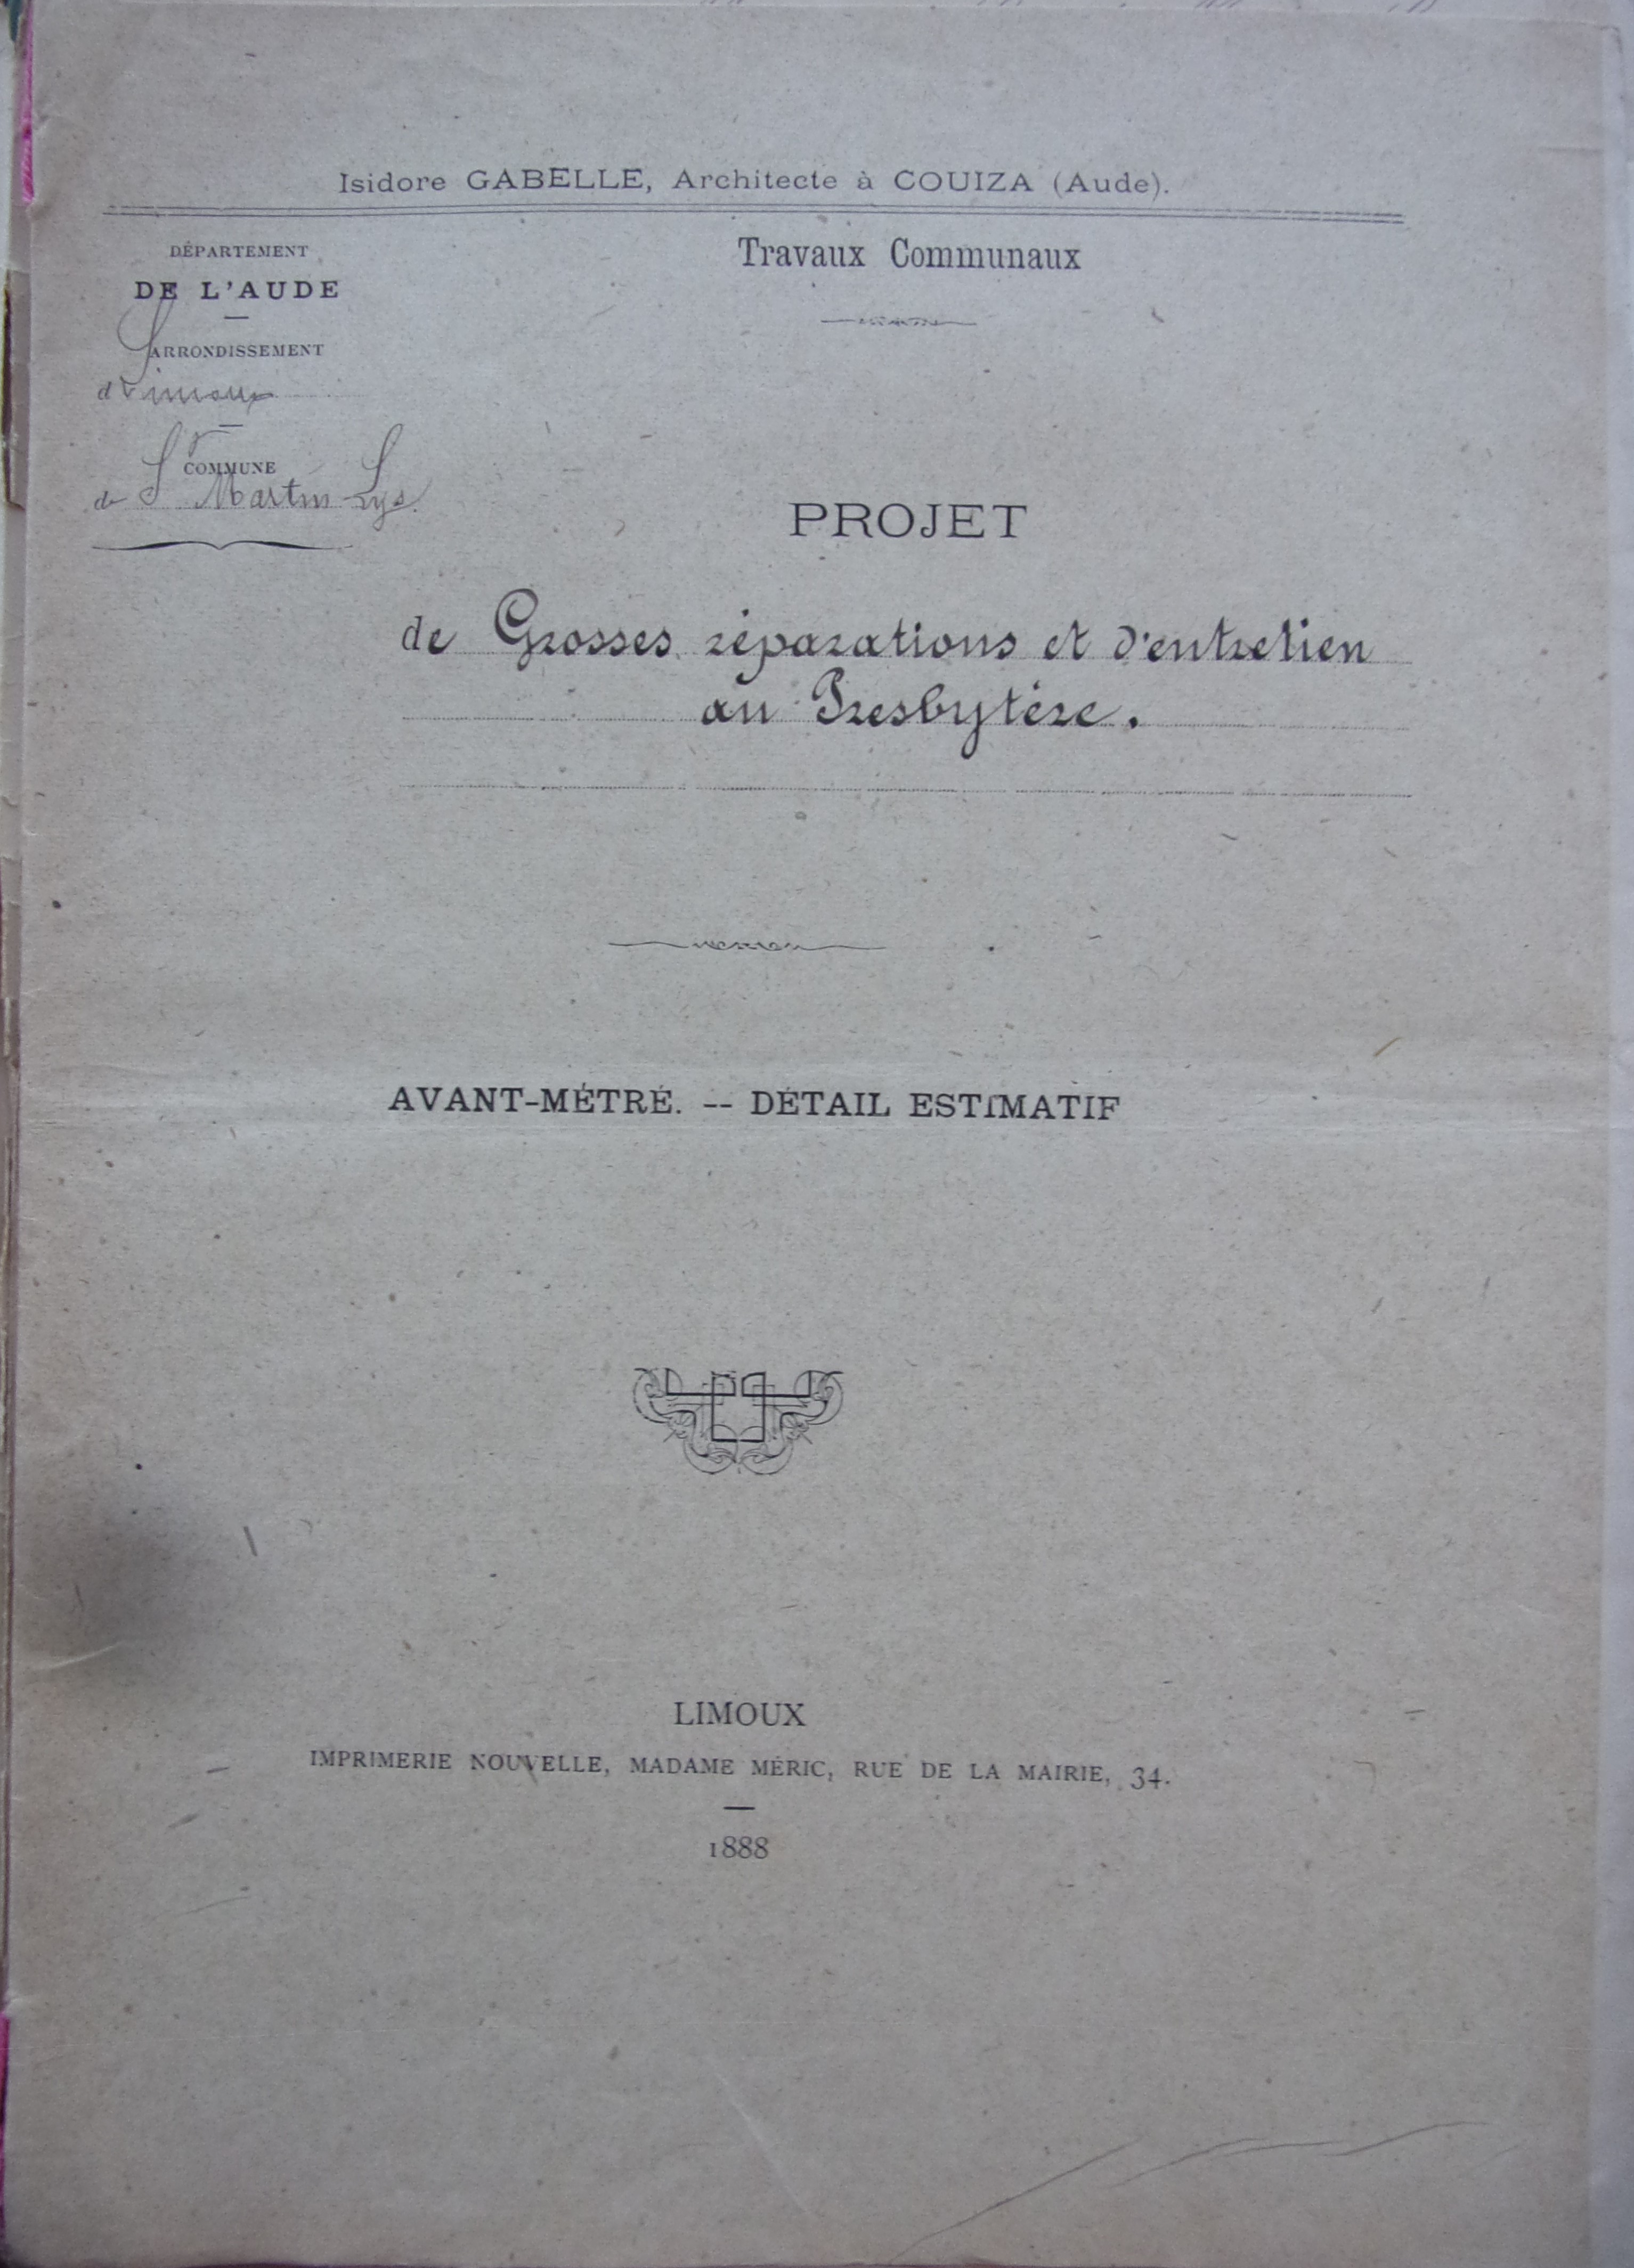 Isidore GABELLE, Architecte à COUIZA (Aude).
DÉPARTEMENT
DE L'AUDE
ARRONDISSEMENT
de Limoux
COMMUNE
de St Martin Lys.
Travaux Communaux
PROJET
de Grosses réparations et d'entretien
au Presbytère.
AVANT-MÉTRÉ. -- DÉTAIL ESTIMATIF
LIMOUX
IMPRIMERIE NOUVELLE, MADAME MÉRIC, RUE DE LA MAIRIE, 34.
1888